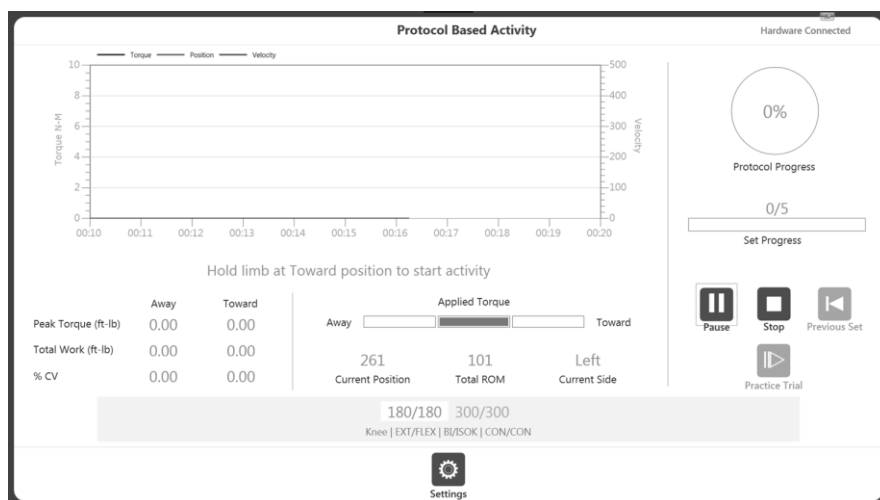 Protocol Based Activity
Hardware Connected
Torque Position Velocity
10
8
6
4
2
0
Torque N-M
500
400
300
200
100
0
Velocity
00:10 00:11 00:12 00:13 00:14 00:15 00:16 00:17 00:18 00:19 00:20
Hold limb at Toward position to start activity
Away Toward
Peak Torque (ft-lb) 0.00 0.00
Total Work (ft-lb) 0.00 0.00
% CV 0.00 0.00
Applied Torque
Away Toward
261 101 Left
Current Position Total ROM Current Side
0%
Protocol Progress
0/5
Set Progress
Pause Stop Previous Set
Practice Trial
180/180 300/300
Knee | EXT/FLEX | BI/ISOK | CON/CON
Settings